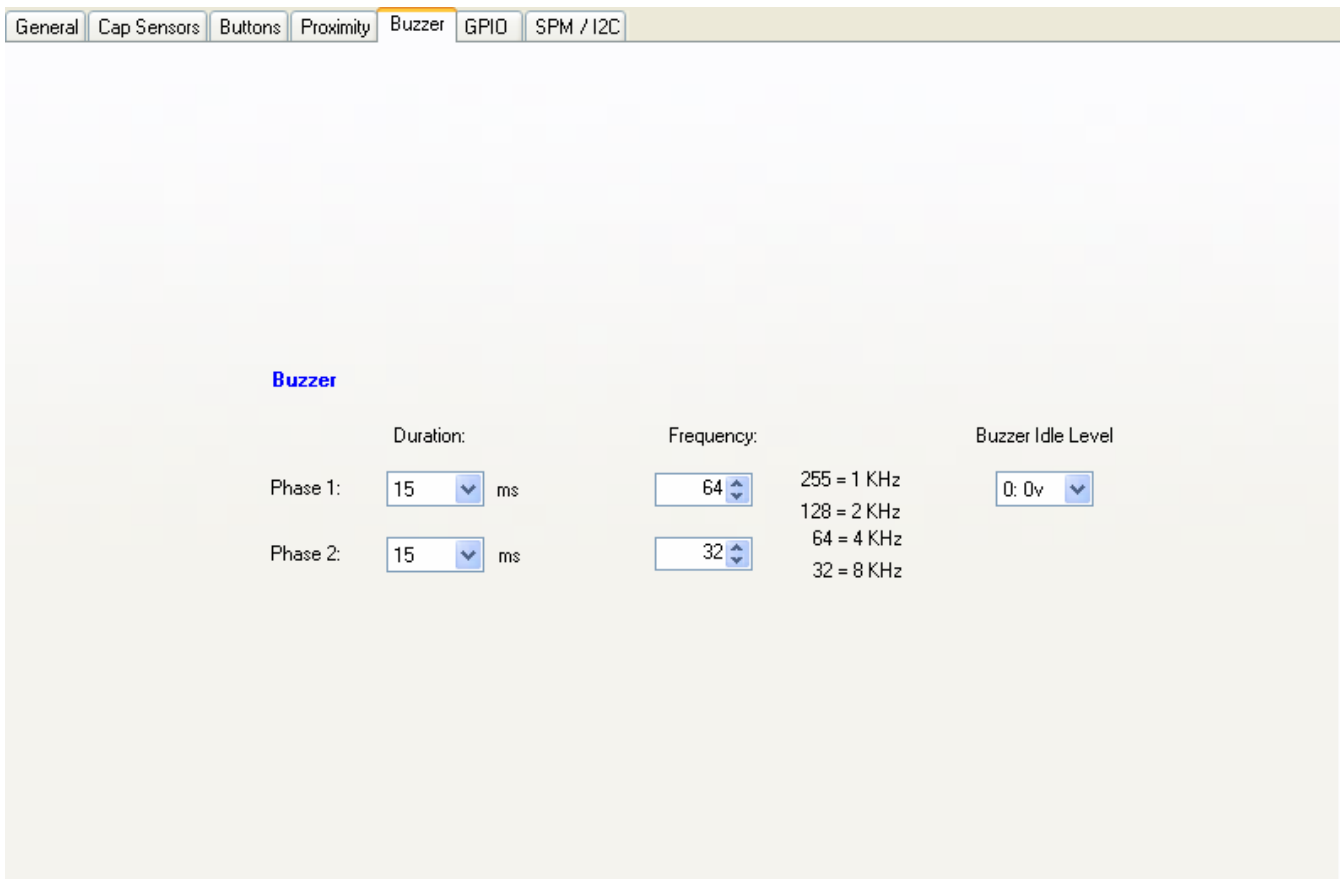 General Cap Sensors Buttons Proximity Buzzer GPIO SPM / I2C
Buzzer
Duration: Frequency: Buzzer Idle Level
Phase 1: 15 ms 64 255 = 1 KHz 0: 0v
128 = 2 KHz
64 = 4 KHz
Phase 2: 15 ms 32
32 = 8 KHz